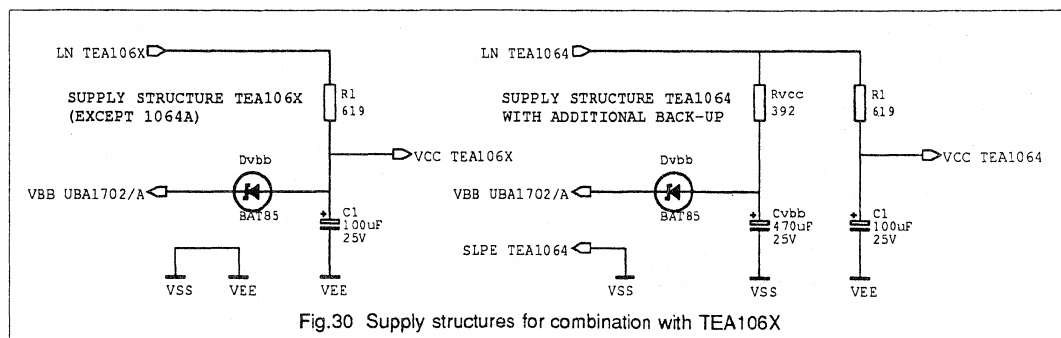 LN TEA106X
R1
619
SUPPLY STRUCTURE TEA106X
(EXCEPT 1064A)
VCC TEA106X
Dvbb
VBB UBA1702/A
BAT85
+
C1
100uF
25V
VSS
VEE
VEE
LN TEA1064
Rvcc
392
R1
619
SUPPLY STRUCTURE TEA1064
WITH ADDITIONAL BACK-UP
VCC TEA1064
Dvbb
VBB UBA1702/A
BAT85
+
Cvbb
470uF
25V
+
C1
100uF
25V
SLPE TEA1064
VSS
VSS
VEE
Fig.30 Supply structures for combination with TEA106X